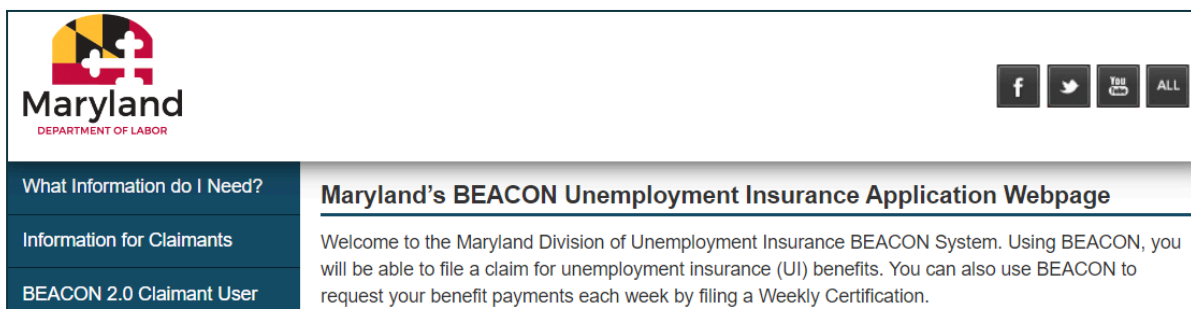 Maryland
DEPARTMENT OF LABOR
f
You
Tube
ALL
What Information do I Need?
Information for Claimants
BEACON 2.0 Claimant User
Maryland's BEACON Unemployment Insurance Application Webpage
Welcome to the Maryland Division of Unemployment Insurance BEACON System. Using BEACON, you
will be able to file a claim for unemployment insurance (UI) benefits. You can also use BEACON to
request your benefit payments each week by filing a Weekly Certification.